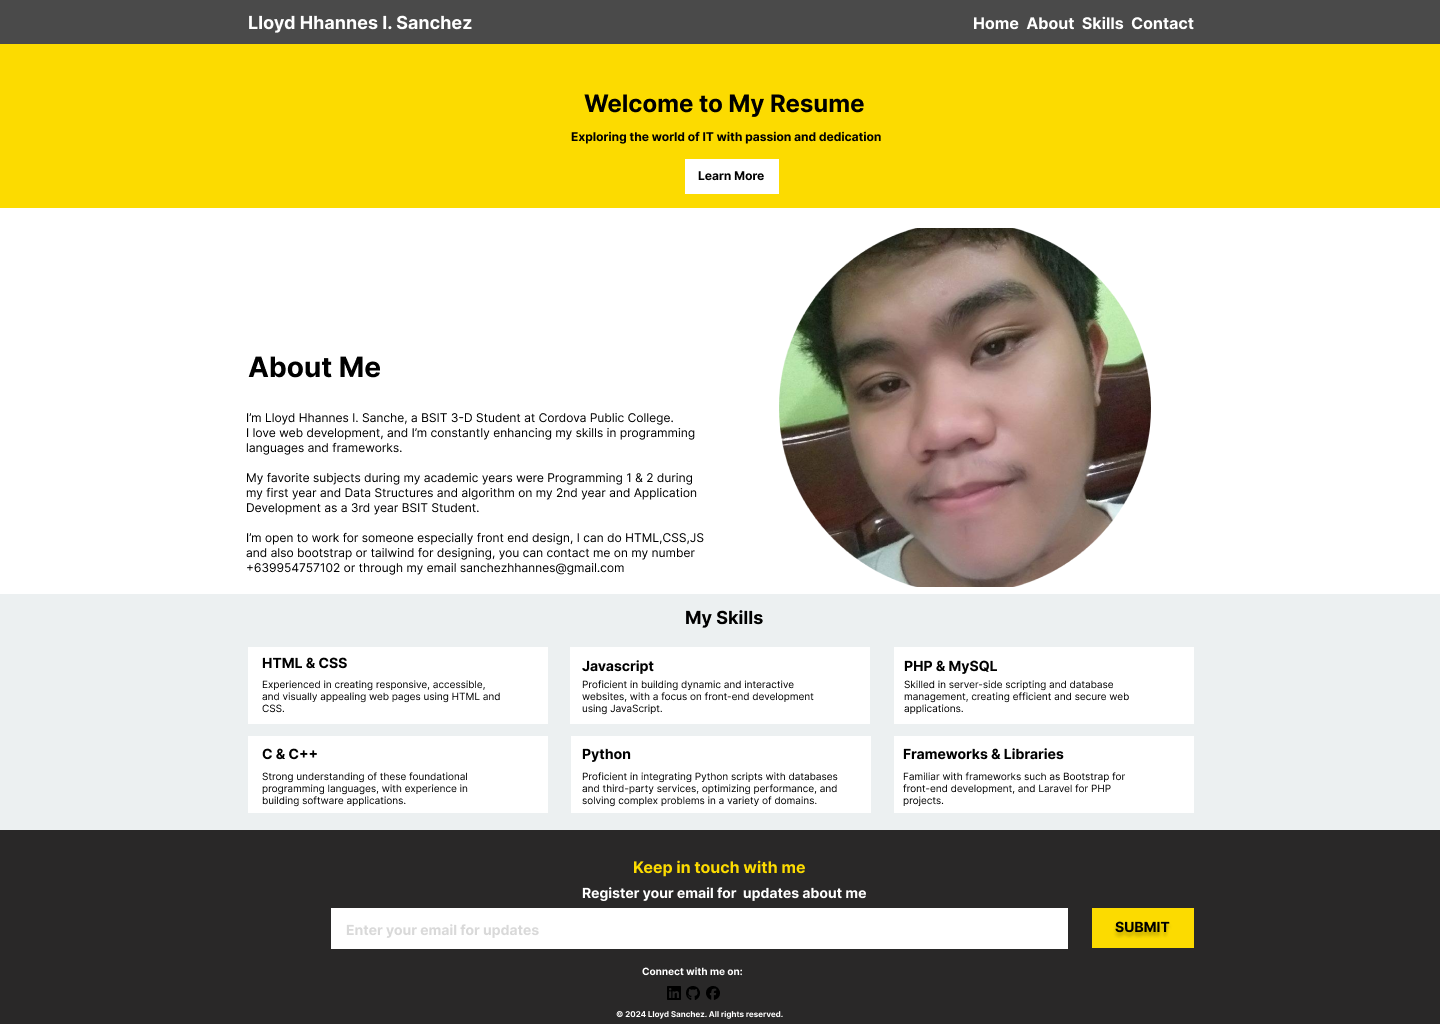 Lloyd Hhannes I. Sanchez
Home About Skills Contact
Welcome to My Resume
Exploring the world of IT with passion and dedication
Learn More
About Me
I'm Lloyd Hhannes I. Sanche, a BSIT 3-D Student at Cordova Public College.
I love web development, and I'm constantly enhancing my skills in programming
languages and frameworks.
My favorite subjects during my academic years were Programming 1 & 2 during
my first year and Data Structures and algorithm on my 2nd year and Application
Development as a 3rd year BSIT Student.
I'm open to work for someone especially front end design, I can do HTML,CSS,JS
and also bootstrap or tailwind for designing, you can contact me on my number
+639954757102 or through my email sanchezhhannes@gmail.com
My Skills
HTML & CSS
Experienced in creating responsive, accessible,
and visually appealing web pages using HTML and
CSS.
Javascript
Proficient in building dynamic and interactive
websites, with a focus on front-end development
using JavaScript.
PHP & MySQL
Skilled in server-side scripting and database
management, creating efficient and secure web
applications.
C & C++
Strong understanding of these foundational
programming languages, with experience in
building software applications.
Python
Proficient in integrating Python scripts with databases
and third-party services, optimizing performance, and
solving complex problems in a variety of domains.
Frameworks & Libraries
Familiar with frameworks such as Bootstrap for
front-end development, and Laravel for PHP
projects.
Keep in touch with me
Register your email for  updates about me
Enter your email for updates
SUBMIT
Connect with me on:
© 2024 Lloyd Sanchez. All rights reserved.